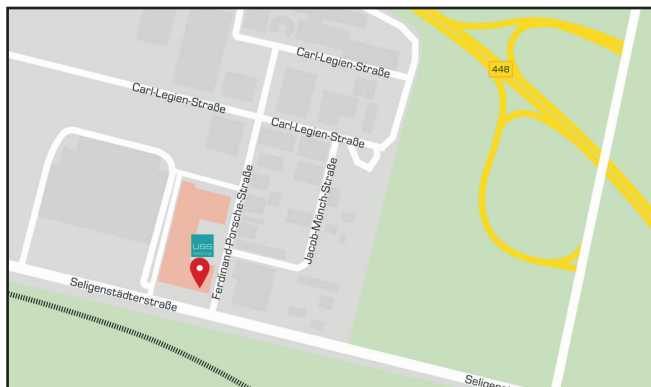 Carl-Legien-Straße
448
Carl-Legien-Straße
Carl-Legien-Straße
Jacob-Mönch-Straße
Ferdinand-Porsche-Straße
USS
Seligenstädterstraße